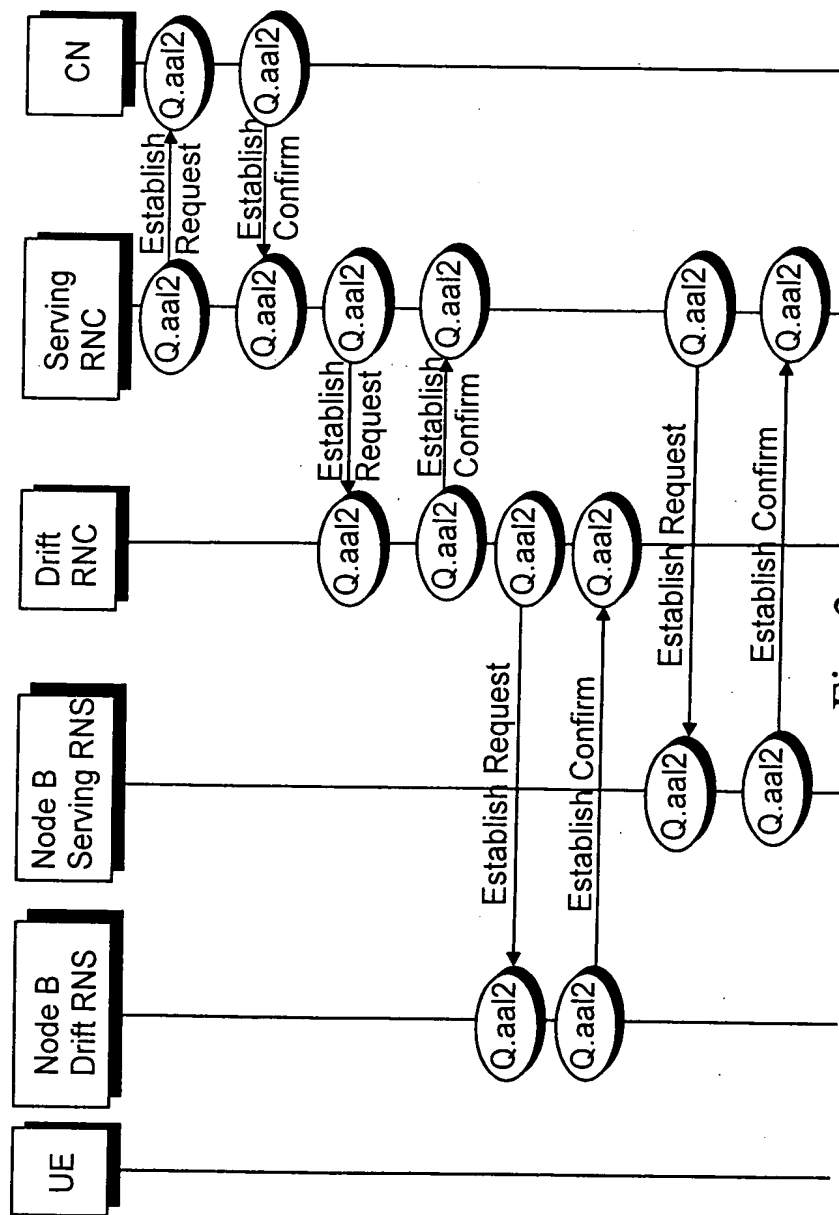 UE
Node B
Drift RNS
Node B
Serving RNS
Drift
RNC
Serving
RNC
CN
Q.aal2
Establish
Request
Q.aal2
Q.aal2
Establish
Confirm
Q.aal2
Q.aal2
Establish
Request
Q.aal2
Q.aal2
Establish
Confirm
Q.aal2
Q.aal2
Establish Request
Q.aal2
Q.aal2
Establish Confirm
Q.aal2
Q.aal2
Establish Request
Q.aal2
Q.aal2
Establish Confirm
Q.aal2